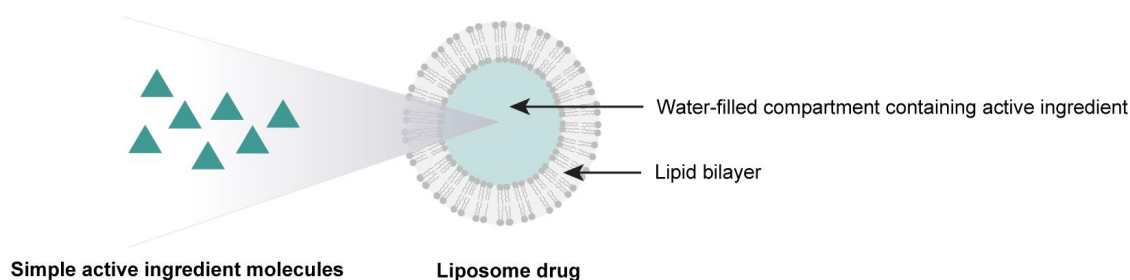 Water-filled compartment containing active ingredient
Lipid bilayer
Simple active ingredient molecules
Liposome drug